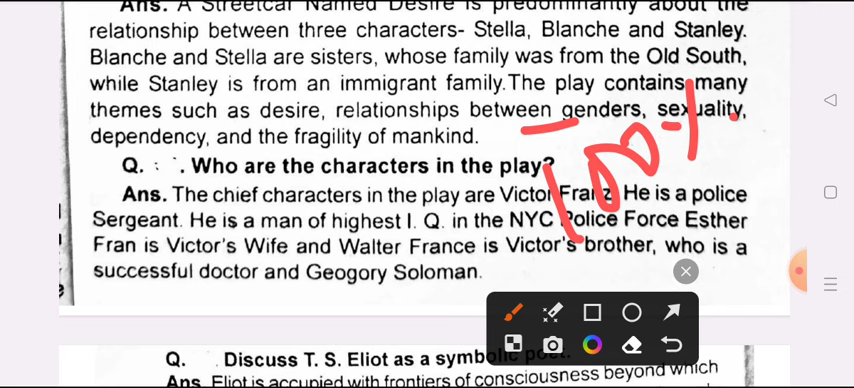 Ans. A Streetcar Named Desire is predominantly about the
relationship between three characters- Stella, Blanche and Stanley.
Blanche and Stella are sisters, whose family was from the Old South,
while Stanley is from an immigrant family.The play contains many
themes such as desire, relationships between genders, sexuality,
dependency, and the fragility of mankind.
Q. . Who are the characters in the play?
Ans. The chief characters in the play are Victor Franz. He is a police
Sergeant. He is a man of highest I. Q. in the NYC Police Force Esther
Fran is Victor's Wife and Walter France is Victor's brother, who is a
successful doctor and Geogory Soloman.
Q. Discuss T. S. Eliot as a symbolic poet.
Ans. Eliot is accupied with frontiers of consciousness beyond which